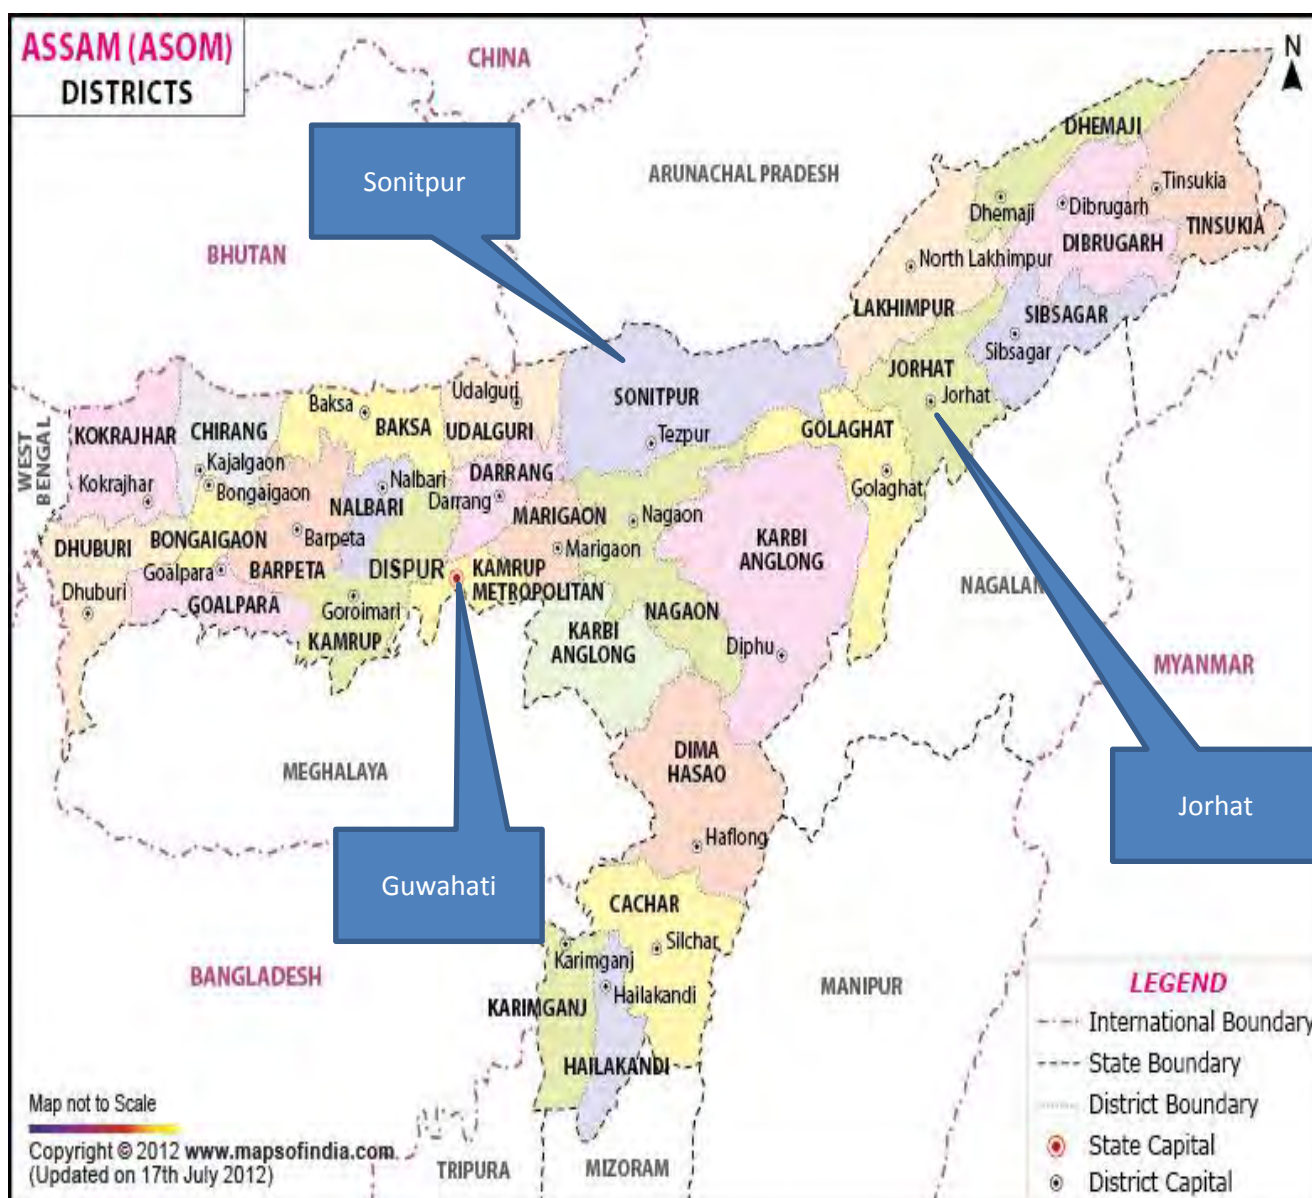 ASSAM (ASOM)
DISTRICTS
CHINA
N
Sonitpur
ARUNACHAL PRADESH
DHEMAJI
Dhemaji
Dibrugarh
Tinsukia
TINSUKIA
DIBRUGARH
BHUTAN
North Lakhimpur
LAKHIMPUR
SIBSAGAR
Sibsagar
JORHAT
Jorhat
WEST
BENGAL
KOKRAJHAR
Kokrajhar
CHIRANG
Kajalgaon
Bongaigaon
Baksa
BAKSA
Udalguri
UDALGURI
SONITPUR
Tezpur
GOLAGHAT
Golaghat
Nalbari
NALBARI
DARRANG
Darrang
MARIGAON
Marigaon
Nagaon
NAGAON
KARBI
ANGLONG
Diphu
DHUBURI
Dhuburi
BONGAIGAON
Goalpara
GOALPARA
Barpeta
BARPETA
DISPUR
KAMRUP
METROPOLITAN
Goroimari
KAMRUP
KARBI
ANGLONG
NAGALAN
MYANMAR
MEGHALAYA
DIMA
HASAO
Haflong
Jorhat
Guwahati
CACHAR
Silchar
Karimganj
KARIMGANJ
Hailakandi
HAILAKANDI
BANGLADESH
MANIPUR
TRIPURA
MIZORAM
LEGEND
International Boundary
State Boundary
District Boundary
State Capital
District Capital
Map not to Scale
Copyright © 2012 www.mapsofindia.com
(Updated on 17th July 2012)